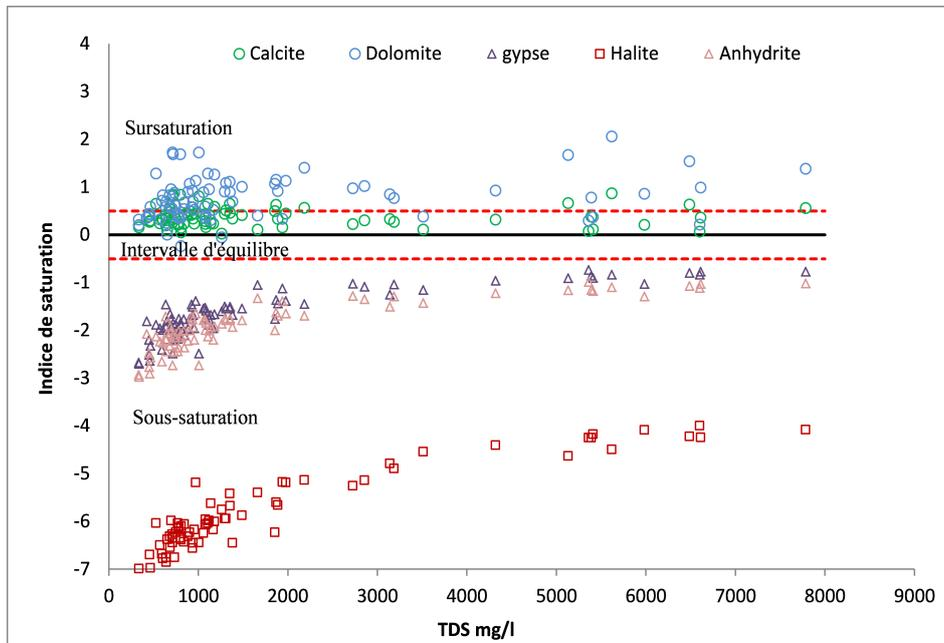 4
Calcite Dolomite gypse Halite Anhydrite
3
Sursaturation
2
1
0
Intervalle d'équilibre
-1
-2
-3
Sous-saturation
-4
-5
-6
-7
0 1000 2000 3000 4000 5000 6000 7000 8000 9000
Indice de saturation
TDS mg/l